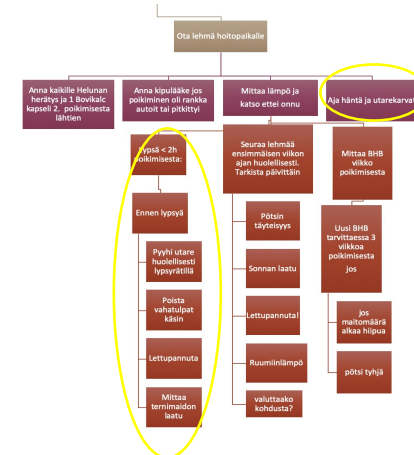 Ota lehmä hoitopaikalle
Anna kaikille Helunan
herätys ja 1 Bovikalc
kapseli 2. poikimisesta
lähtien
Anna kipulääke jos
poikiminen oli rankka
autoit tai pitkittyi
Mittaa lämpö ja
katso ettei onnu
Aja häntä ja utarekarvat
Lypsä < 2h
poikimisesta:
Ennen lypsyä
Pyyhi utare
huolellisesti
lypsyrätillä
Poista
vahatulpat
käsin
Lettupannuta
Mittaa
ternimaidon
laatu
Seuraa lehmää
ensimmäisen viikon
ajan huolellisesti.
Tarkista päivittäin
Pötsin
täyteisyys
Sonnan laatu
Lettupannuta!
Ruumiinlämpö
valuttaako
kohdusta?
Mittaa BHB
viikko
poikimisesta
Uusi BHB
tarvittaessa 3
viikkoa
poikimisesta
jos
jos
maitomäärä
alkaa hiipua
pötsi tyhjä